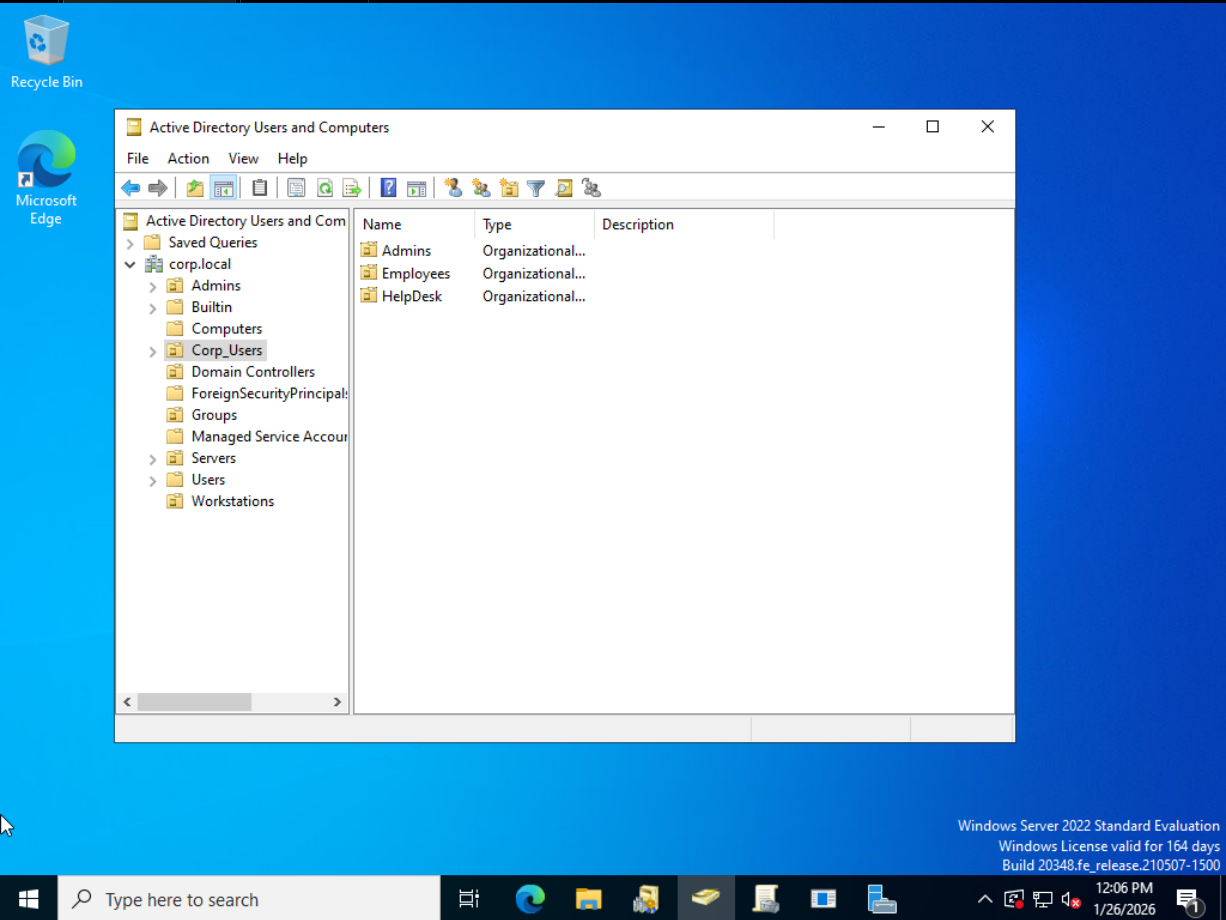 Recycle Bin
Microsoft
Edge
Active Directory Users and Computers
File Action View Help
Active Directory Users and Com
Saved Queries
corp.local
Admins
Builtin
Computers
Corp_Users
Domain Controllers
ForeignSecurityPrincipals
Groups
Managed Service Accoun
Servers
Users
Workstations
Name Type Description
Admins Organizational...
Employees Organizational...
HelpDesk Organizational...
Windows Server 2022 Standard Evaluation
Windows License valid for 164 days
Build 20348.fe_release.210507-1500
Type here to search
12:06 PM
1/26/2026
1